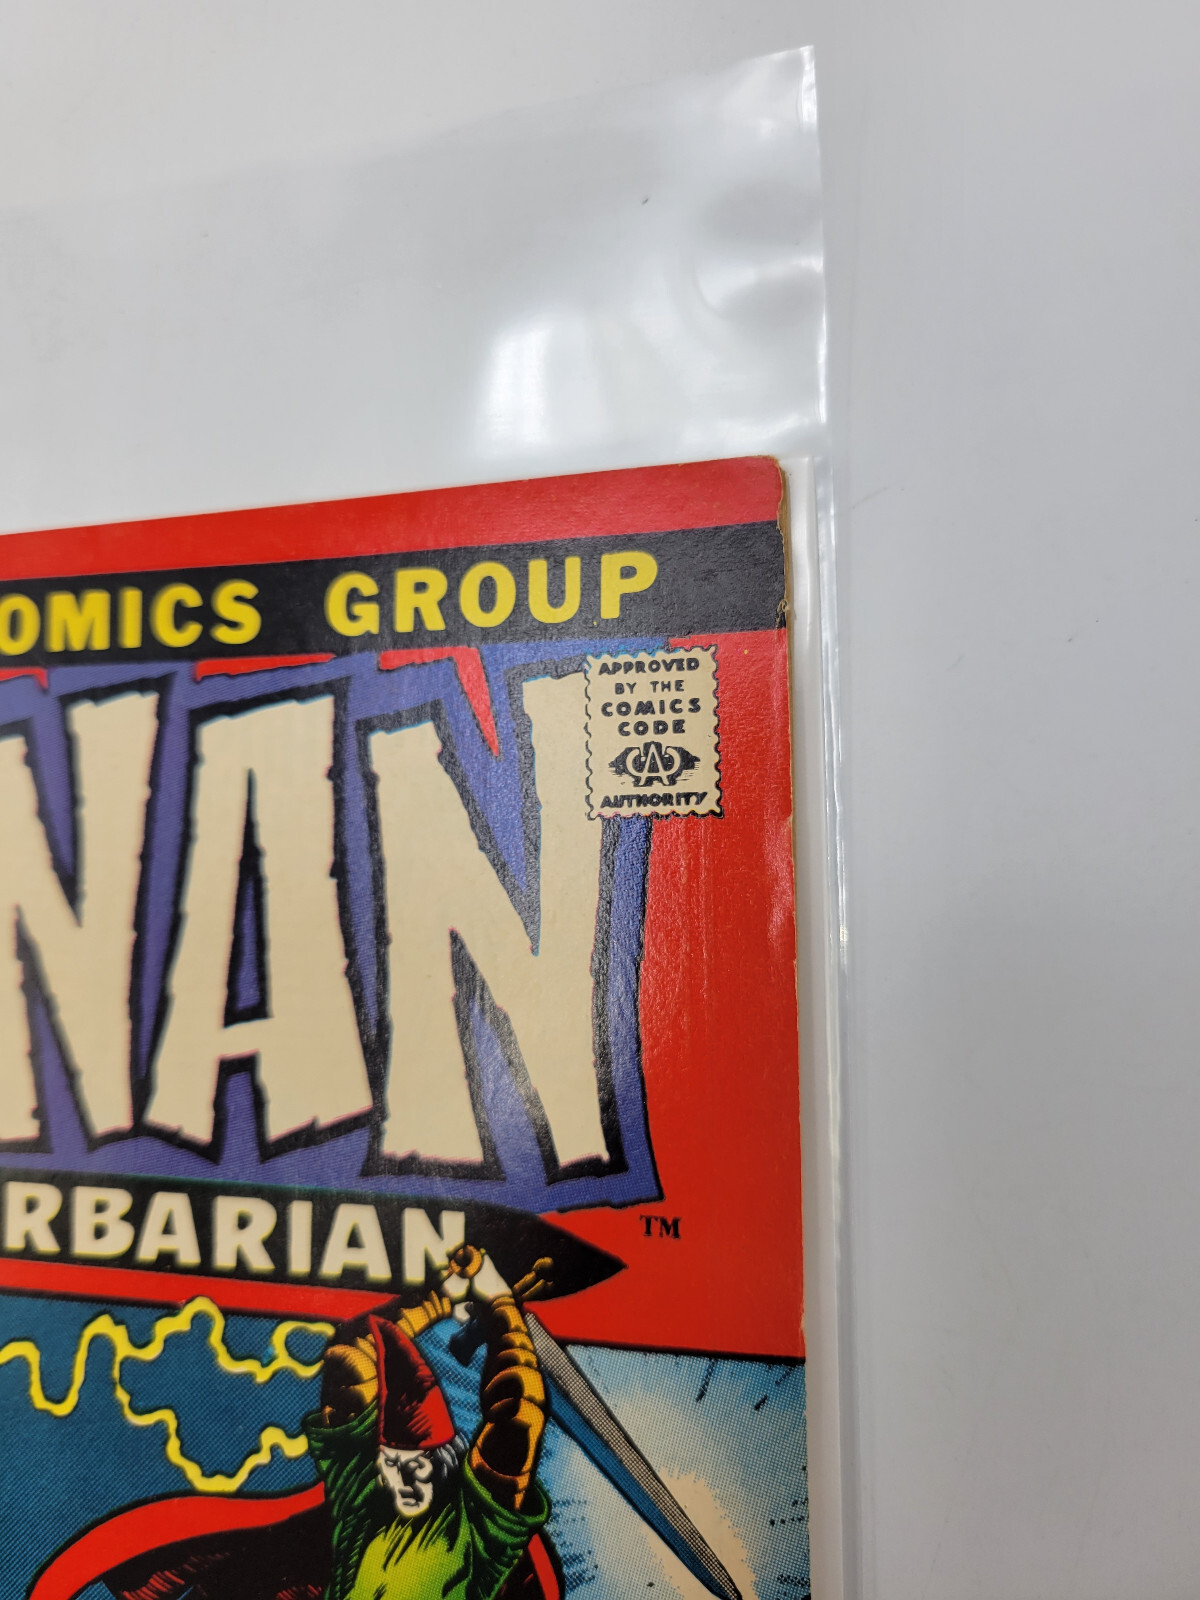 OMICS GROUP
NAN
APPROVED
BY THE
COMICS
CODE
CA
AUTHORITY
RBARIAN
TM